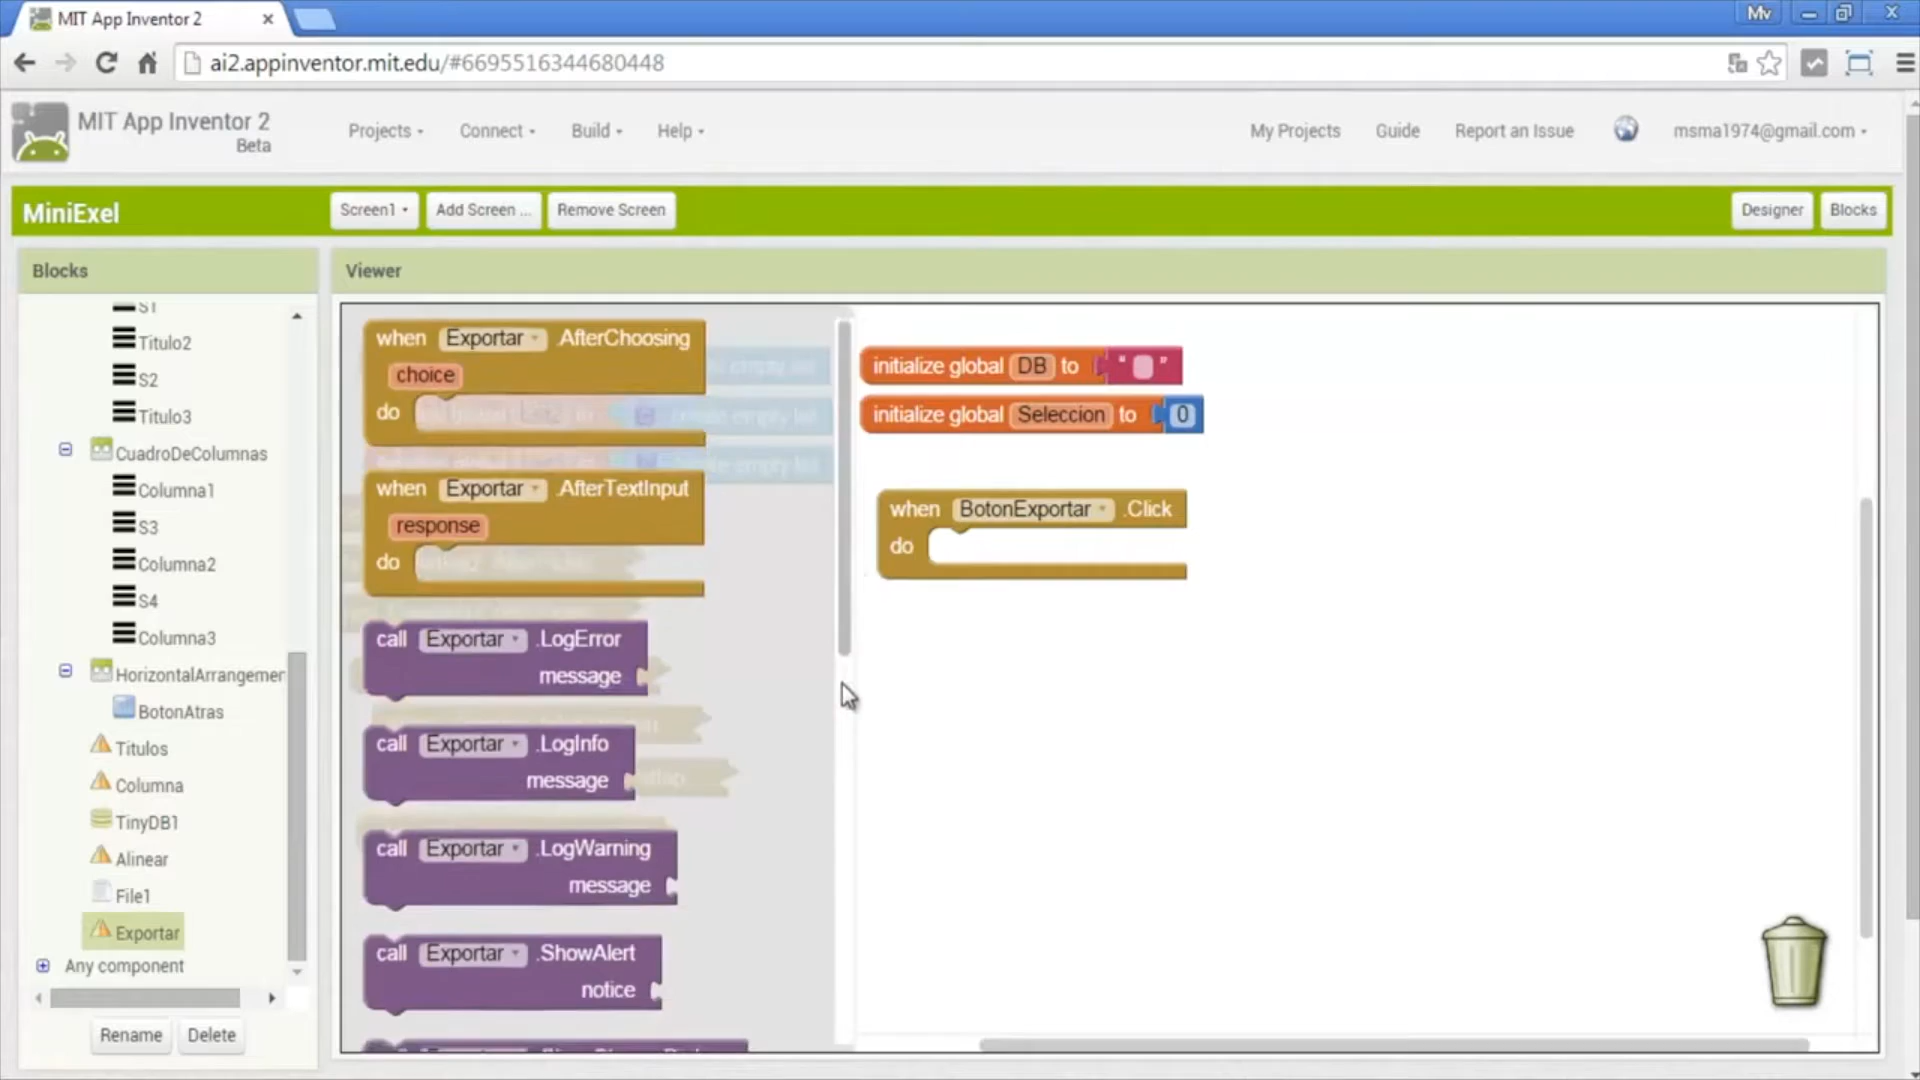 MIT App Inventor 2
Mv
ai2.appinventor.mit.edu/#6695516344680448
MIT App Inventor 2
Beta
Projects
Connect
Build
Help
My Projects
Guide
Report an Issue
msma1974@gmail.com
MiniExel
Screen1
Add Screen ...
Remove Screen
Designer
Blocks
Blocks
Viewer
S1
Titulo2
S2
Titulo3
CuadroDeColumnas
Columna1
S3
Columna2
S4
Columna3
HorizontalArrangemer
BotonAtras
Titulos
Columna
TinyDB1
Alinear
File1
Exportar
Any component
Rename
Delete
when Exportar .AfterChoosing
choice
do
when Exportar .AfterTextInput
response
do
call Exportar .LogError
message
call Exportar .LogInfo
message
call Exportar .LogWarning
message
call Exportar .ShowAlert
notice
initialize global DB to " "
initialize global Seleccion to 0
when BotonExportar .Click
do